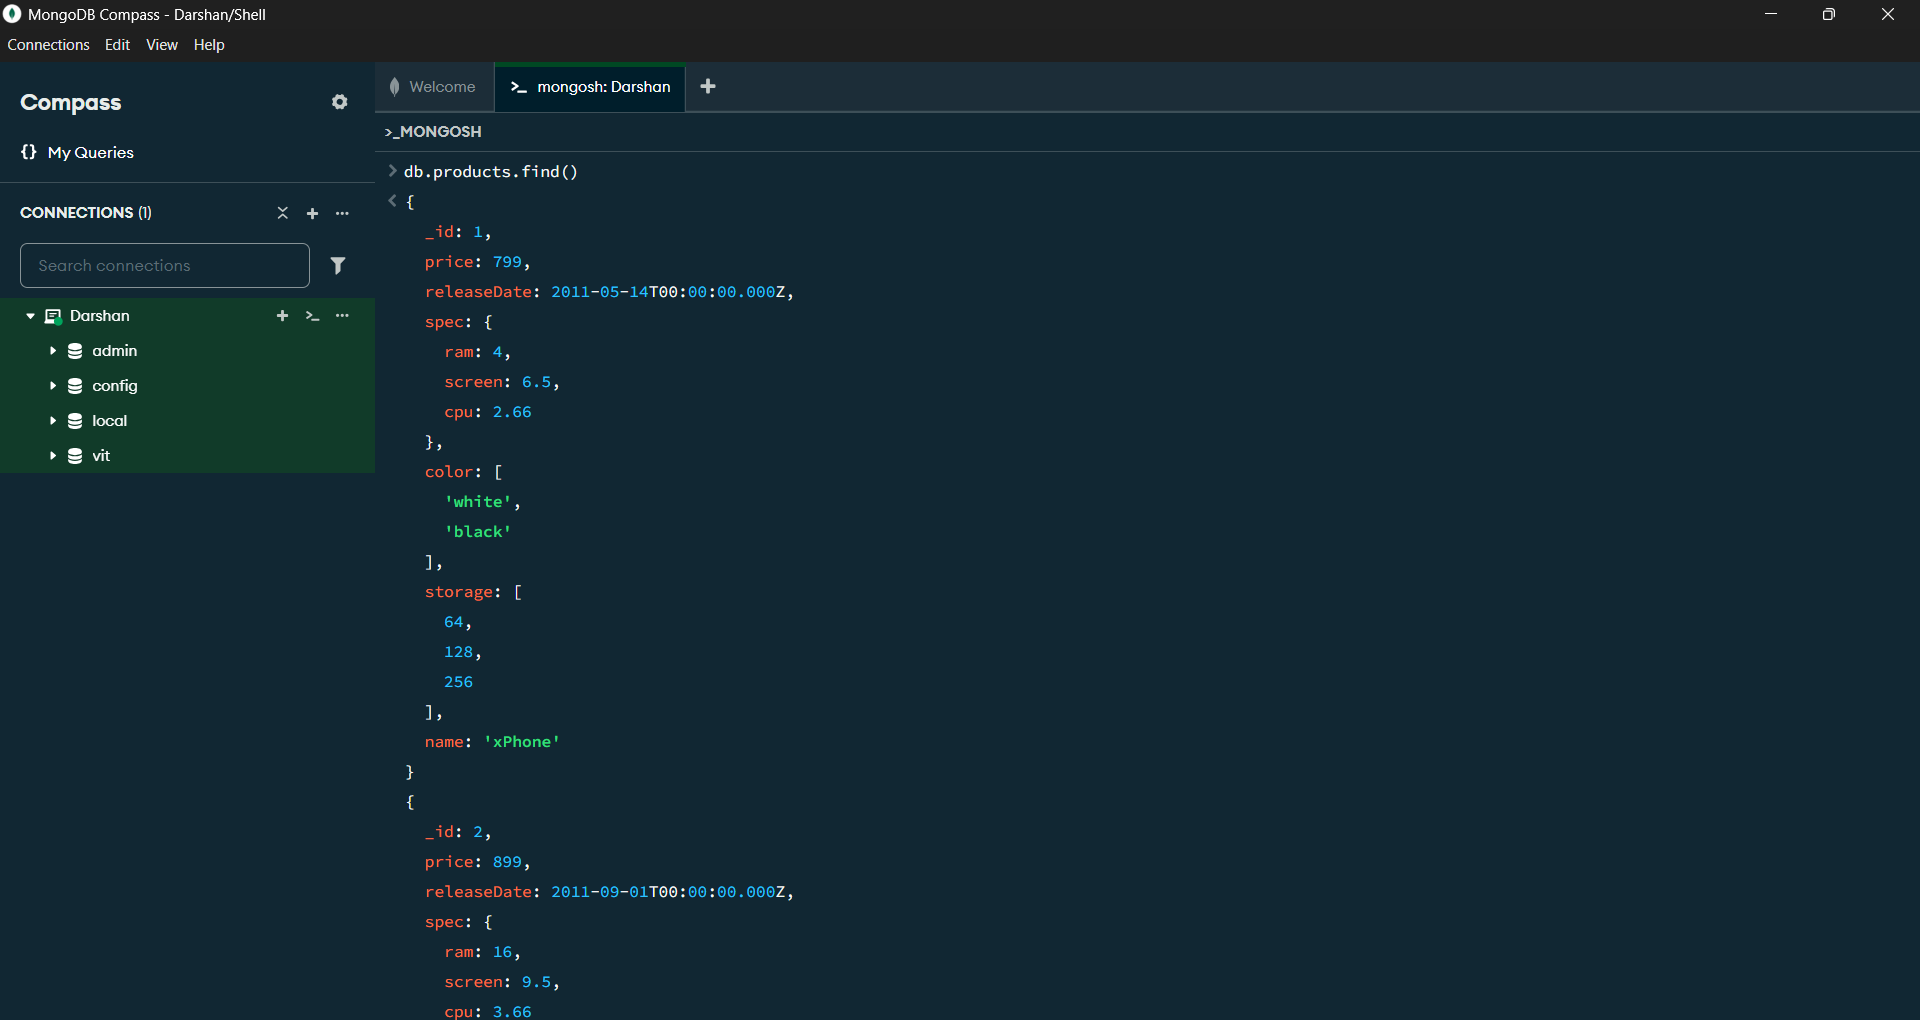 MongoDB Compass - Darshan/Shell
Connections Edit View Help
Compass
{} My Queries
CONNECTIONS (1)
Search connections
Darshan
admin
config
local
vit
Welcome
>_ mongosh: Darshan
>_MONGOSH
> db.products.find()
< {
_id: 1,
price: 799,
releaseDate: 2011-05-14T00:00:00.000Z,
spec: {
ram: 4,
screen: 6.5,
cpu: 2.66
},
color: [
'white',
'black'
],
storage: [
64,
128,
256
],
name: 'xPhone'
}
{
_id: 2,
price: 899,
releaseDate: 2011-09-01T00:00:00.000Z,
spec: {
ram: 16,
screen: 9.5,
cpu: 3.66